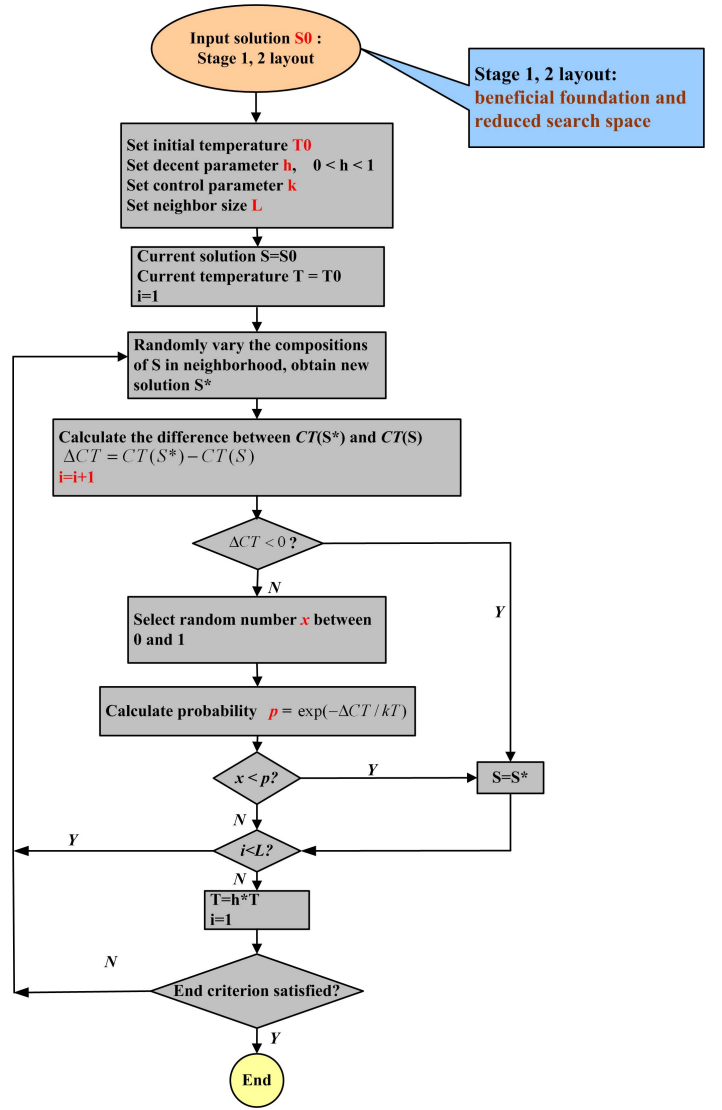 Input solution S0 :
Stage 1, 2 layout
Stage 1, 2 layout:
beneficial foundation and
reduced search space
Set initial temperature T0
Set decent parameter h, 0 < h < 1
Set control parameter k
Set neighbor size L
Current solution S=S0
Current temperature T = T0
i=1
Randomly vary the compositions
of S in neighborhood, obtain new
solution S*
Calculate the difference between CT(S*) and CT(S)
ΔCT = CT(S*) − CT(S)
i=i+1
ΔCT < 0 ?
N
Y
Select random number x between
0 and 1
Calculate probability p = exp(−ΔCT / kT)
x < p?
Y
S=S*
N
i<L?
Y
N
T=h*T
i=1
N
End criterion satisfied?
Y
End